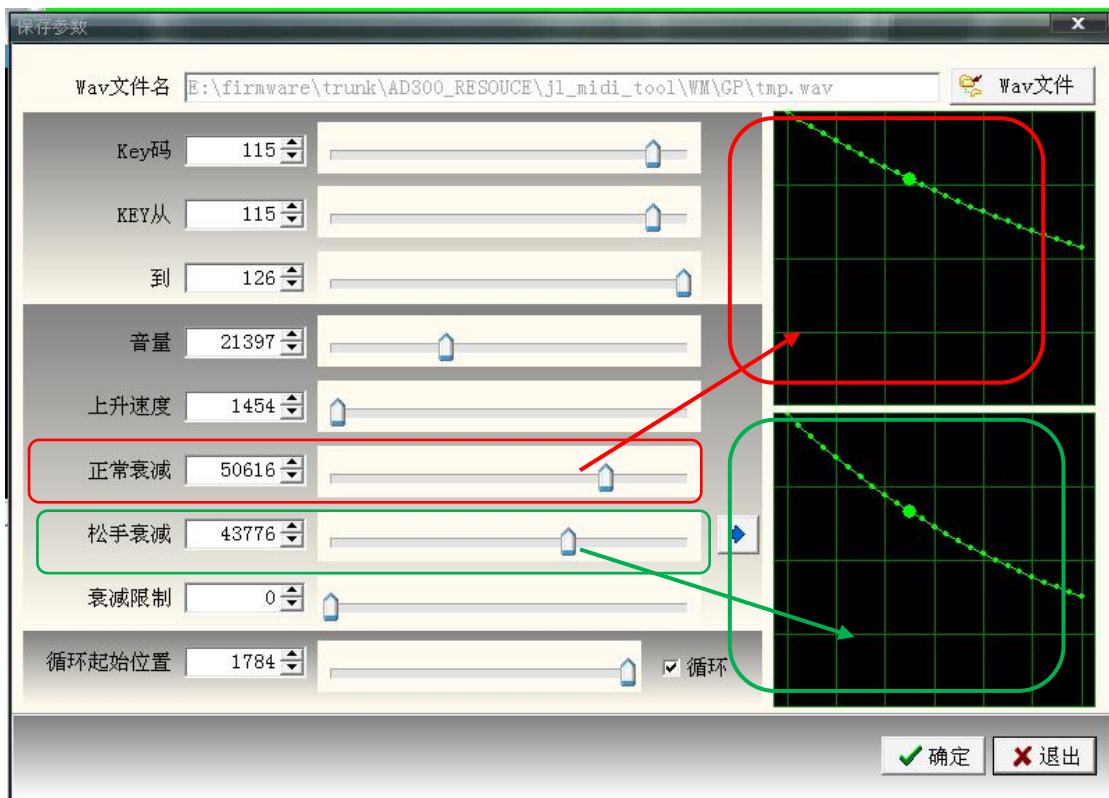 保存参数
x
Wav文件名 E:\firmware\trunk\AD300_RESOUCE\jl_midi_tool\WM\GP\tmp.wav Wav文件
Key码 115
KEY从 115
到 126
音量 21397
上升速度 1454
正常衰减 50616
松手衰减 43776
衰减限制 0
循环起始位置 1784 循环
确定 退出